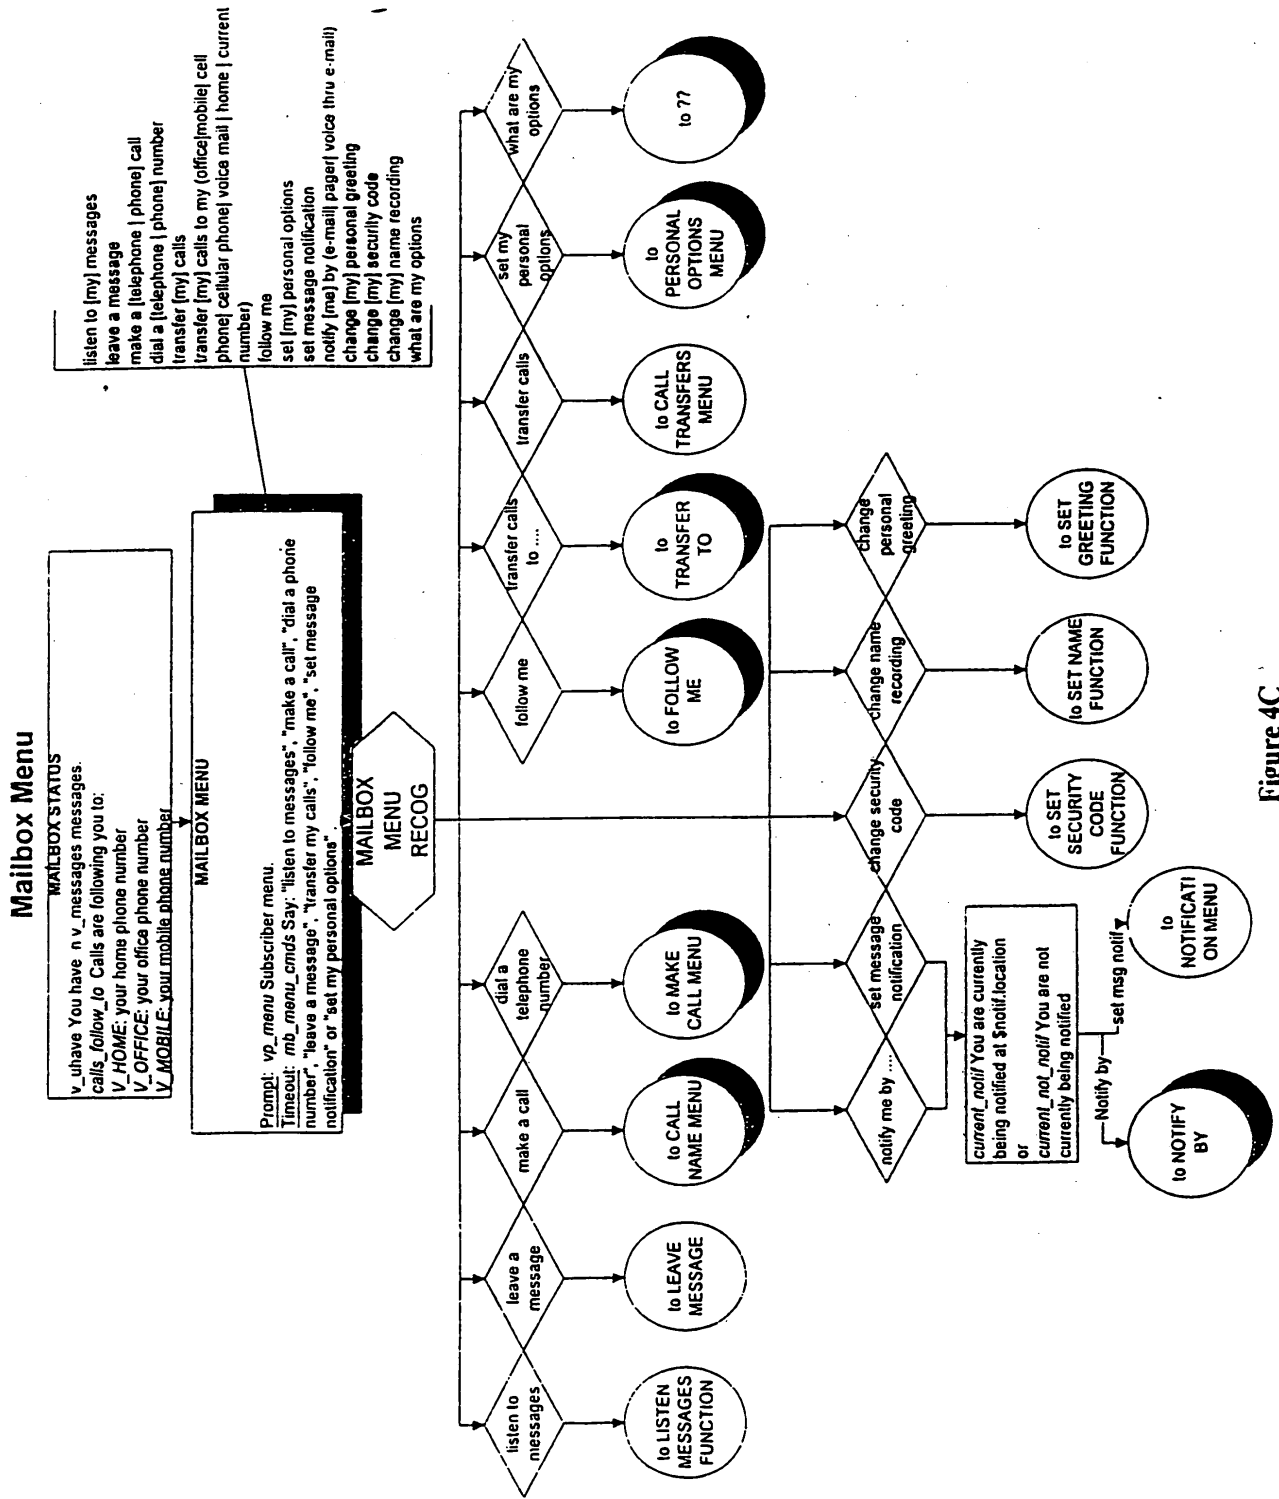 Mailbox Menu
MAILBOX STATUS
v_uhave You have n v_messages messages.
calls_follow_to Calls are following you to:
V_HOME: your home phone number
V_OFFICE: your office phone number
V_MOBILE: your mobile phone number
MAILBOX MENU
Prompt: vp_menu Subscriber menu.
Timeout: mb_menu_cmds Say: "listen to messages", "make a call", "dial a phone
number", "leave a message", "transfer my calls", "follow me", "set message
notification" or "set my personal options".
MAILBOX
MENU
RECOG
listen to [my] messages
leave a message
make a [telephone | phone] call
dial a [telephone | phone] number
transfer [my] calls
transfer [my] calls to my (office|mobile| cell
phone| cellular phone| voice mail | home | current
number)
follow me
set [my] personal options
set message notification
notify [me] by (e-mail| pager| voice thru e-mail)
change [my] personal greeting
change [my] security code
change [my] name recording
what are my options
listen to
messages
leave a
message
make a call
dial a
telephone
number
follow me
transfer calls
to ....
transfer calls
set my
personal
options
what are my
options
to LISTEN
MESSAGES
FUNCTION
to LEAVE
MESSAGE
to CALL
NAME MENU
to MAKE
CALL MENU
to FOLLOW
ME
to
TRANSFER
TO
to CALL
TRANSFERS
MENU
to
PERSONAL
OPTIONS
MENU
to ??
notify me by ....
set message
notification
change security
code
change name
recording
change
personal
greeting
current_notif You are currently
being notified at $notif.location
or
current_not_notif You are not
currently being notified
Notify by
set msg notif
to NOTIFY
BY
to
NOTIFICATI
ON MENU
to SET
SECURITY
CODE
FUNCTION
to SET NAME
FUNCTION
to SET
GREETING
FUNCTION
Figure 4C